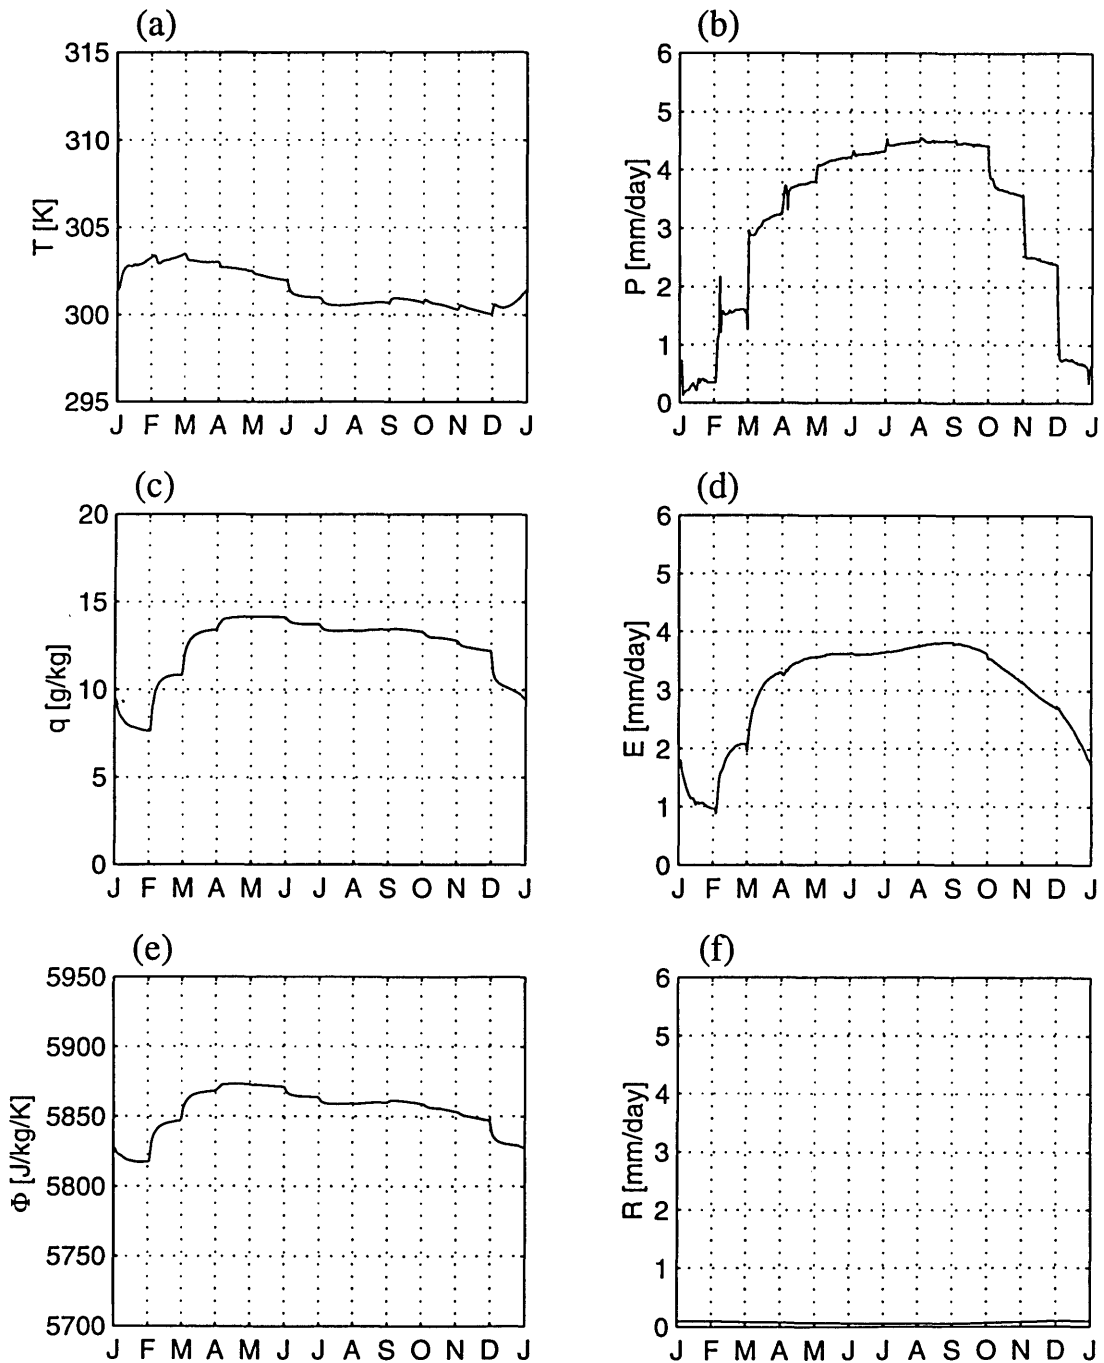 (a)
T [K]
315
310
305
300
295
J F M A M J J A S O N D J
(b)
P [mm/day]
6
5
4
3
2
1
0
J F M A M J J A S O N D J
(c)
q [g/kg]
20
15
10
5
0
J F M A M J J A S O N D J
(d)
E [mm/day]
6
5
4
3
2
1
0
J F M A M J J A S O N D J
(e)
Φ [J/kg/K]
5950
5900
5850
5800
5750
5700
J F M A M J J A S O N D J
(f)
R [mm/day]
6
5
4
3
2
1
0
J F M A M J J A S O N D J